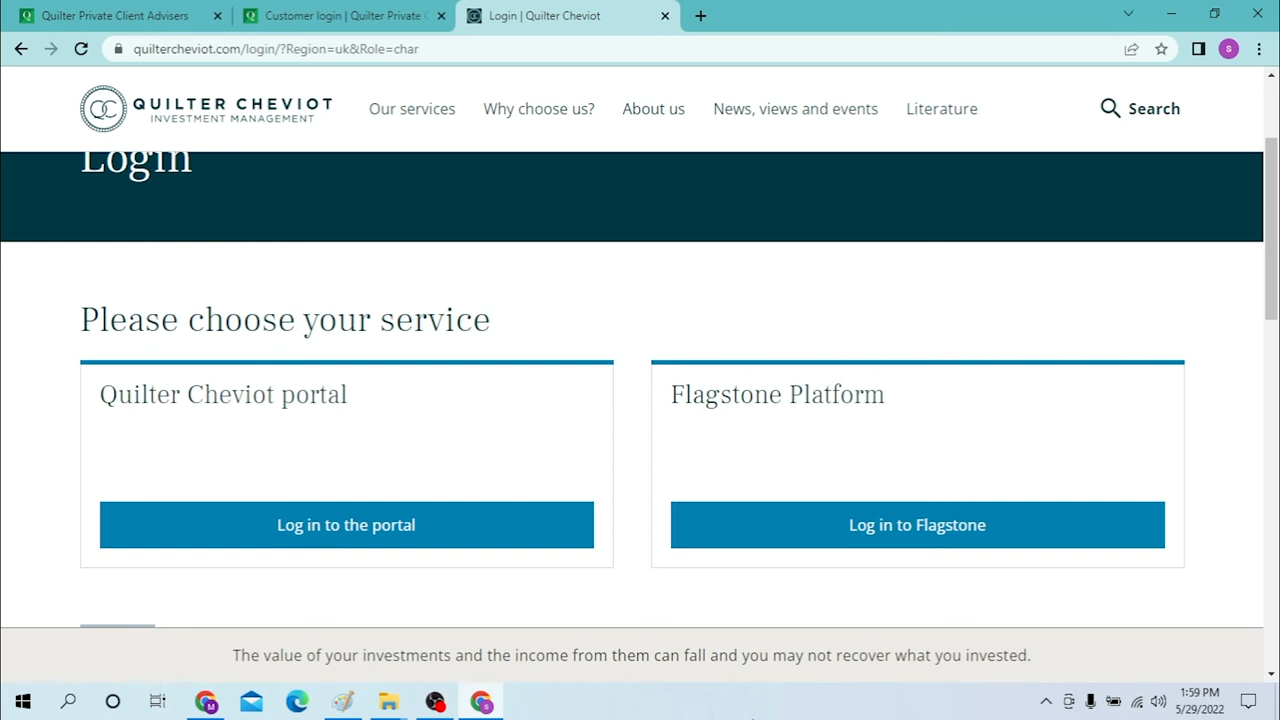 Quilter Private Client Advisers
Customer login | Quilter Private C
Login | Quilter Cheviot
quiltercheviot.com/login/?Region=uk&Role=char
S
QC
QUILTER CHEVIOT
INVESTMENT MANAGEMENT
Our services
Why choose us?
About us
News, views and events
Literature
Search
Login
Please choose your service
Quilter Cheviot portal
Flagstone Platform
Log in to the portal
Log in to Flagstone
The value of your investments and the income from them can fall and you may not recover what you invested.
1:59 PM
5/29/2022